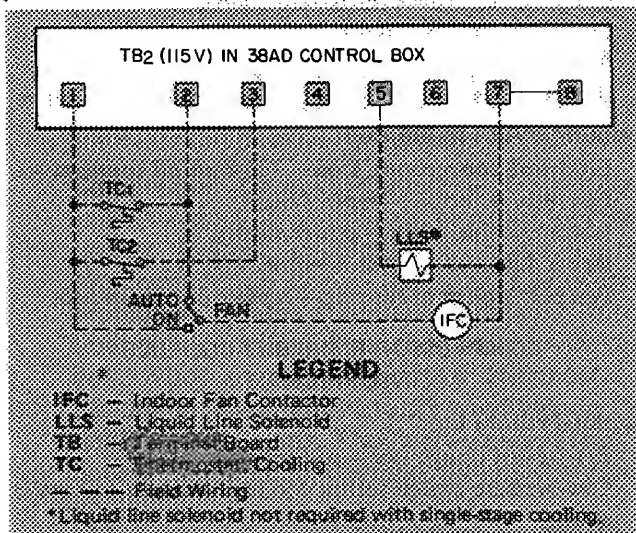 TB2 (115V) IN 38AD CONTROL BOX
1 2 3 4 5 6 7 8
TC1
TC2
LLS*
AUTO
ON
FAN
IFC
LEGEND
IFC — Indoor Fan Contactor
LLS — Liquid Line Solenoid
TB — Terminal Board
TC — Thermostat, Cooling
Field Wiring
*Liquid line solenoid not required with single-stage cooling.